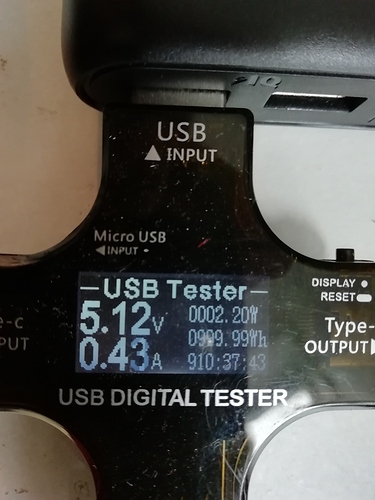 USB
▲ INPUT
Micro USB
◄INPUT
DISPLAY
RESET
Type-
OUTPUT
—USB Tester—
5.12V 0002.20W
0999.99Wh
0.43A 910:37:43
USB DIGITAL TESTER